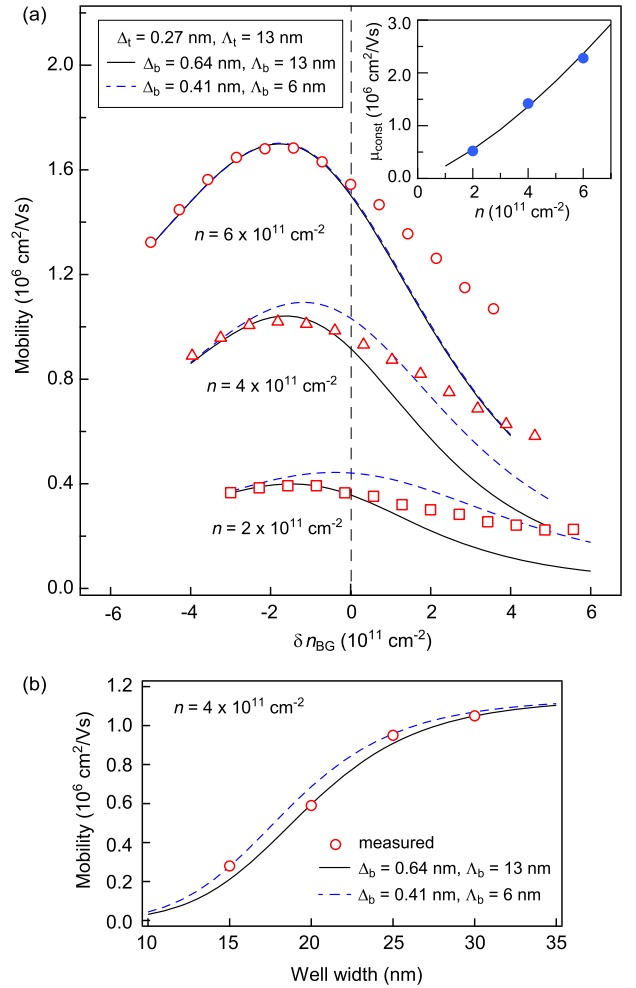 (a)
Δt = 0.27 nm, Λt = 13 nm
Δb = 0.64 nm, Λb = 13 nm
Δb = 0.41 nm, Λb = 6 nm
3.0
2.0
1.0
0.0
μconst (10⁶ cm²/Vs)
0 2 4 6
n (10¹¹ cm⁻²)
2.0
1.6
1.2
0.8
0.4
0.0
Mobility (10⁶ cm²/Vs)
n = 6 x 10¹¹ cm⁻²
n = 4 x 10¹¹ cm⁻²
n = 2 x 10¹¹ cm⁻²
-6 -4 -2 0 2 4 6
δnBG (10¹¹ cm⁻²)
(b)
1.2
1.0
0.8
0.6
0.4
0.2
0.0
Mobility (10⁶ cm²/Vs)
n = 4 x 10¹¹ cm⁻²
measured
Δb = 0.64 nm, Λb = 13 nm
Δb = 0.41 nm, Λb = 6 nm
10 15 20 25 30 35
Well width (nm)